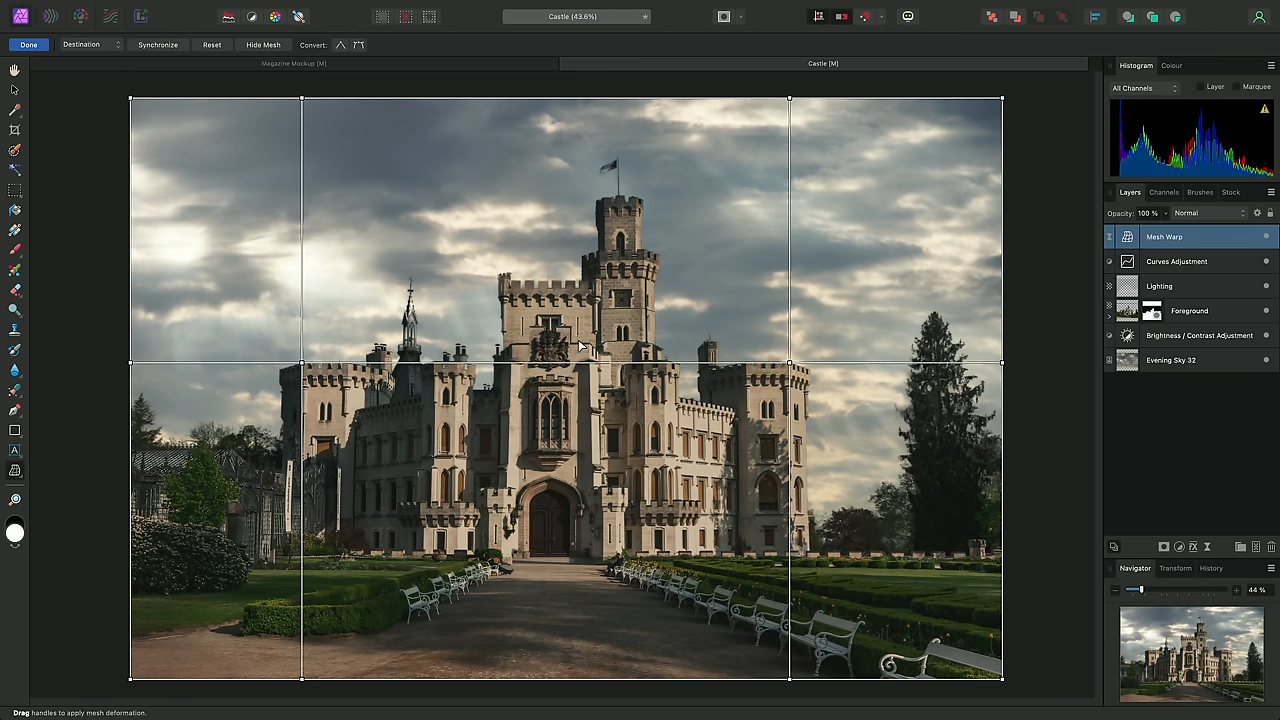 Castle (43.6%)
*
Done
Destination
Synchronize
Reset
Hide Mesh
Convert:
Magazine Mockup [M]
Castle [M]
Histogram
Colour
All Channels
Layer
Marquee
Layers
Channels
Brushes
Stock
Opacity:
100 %
Normal
Mesh Warp
Curves Adjustment
Lighting
Foreground
Brightness / Contrast Adjustment
Evening Sky 32
Navigator
Transform
History
44 %
Drag handles to apply mesh deformation.